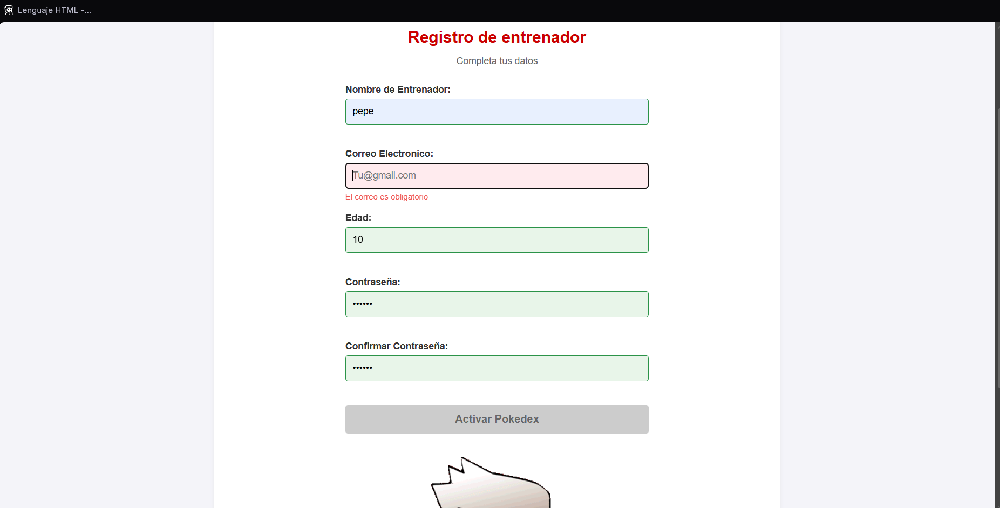 Lenguaje HTML -...
Registro de entrenador
Completa tus datos
Nombre de Entrenador:
pepe
Correo Electronico:
Tu@gmail.com
El correo es obligatorio
Edad:
10
Contraseña:
••••••
Confirmar Contraseña:
••••••
Activar Pokedex